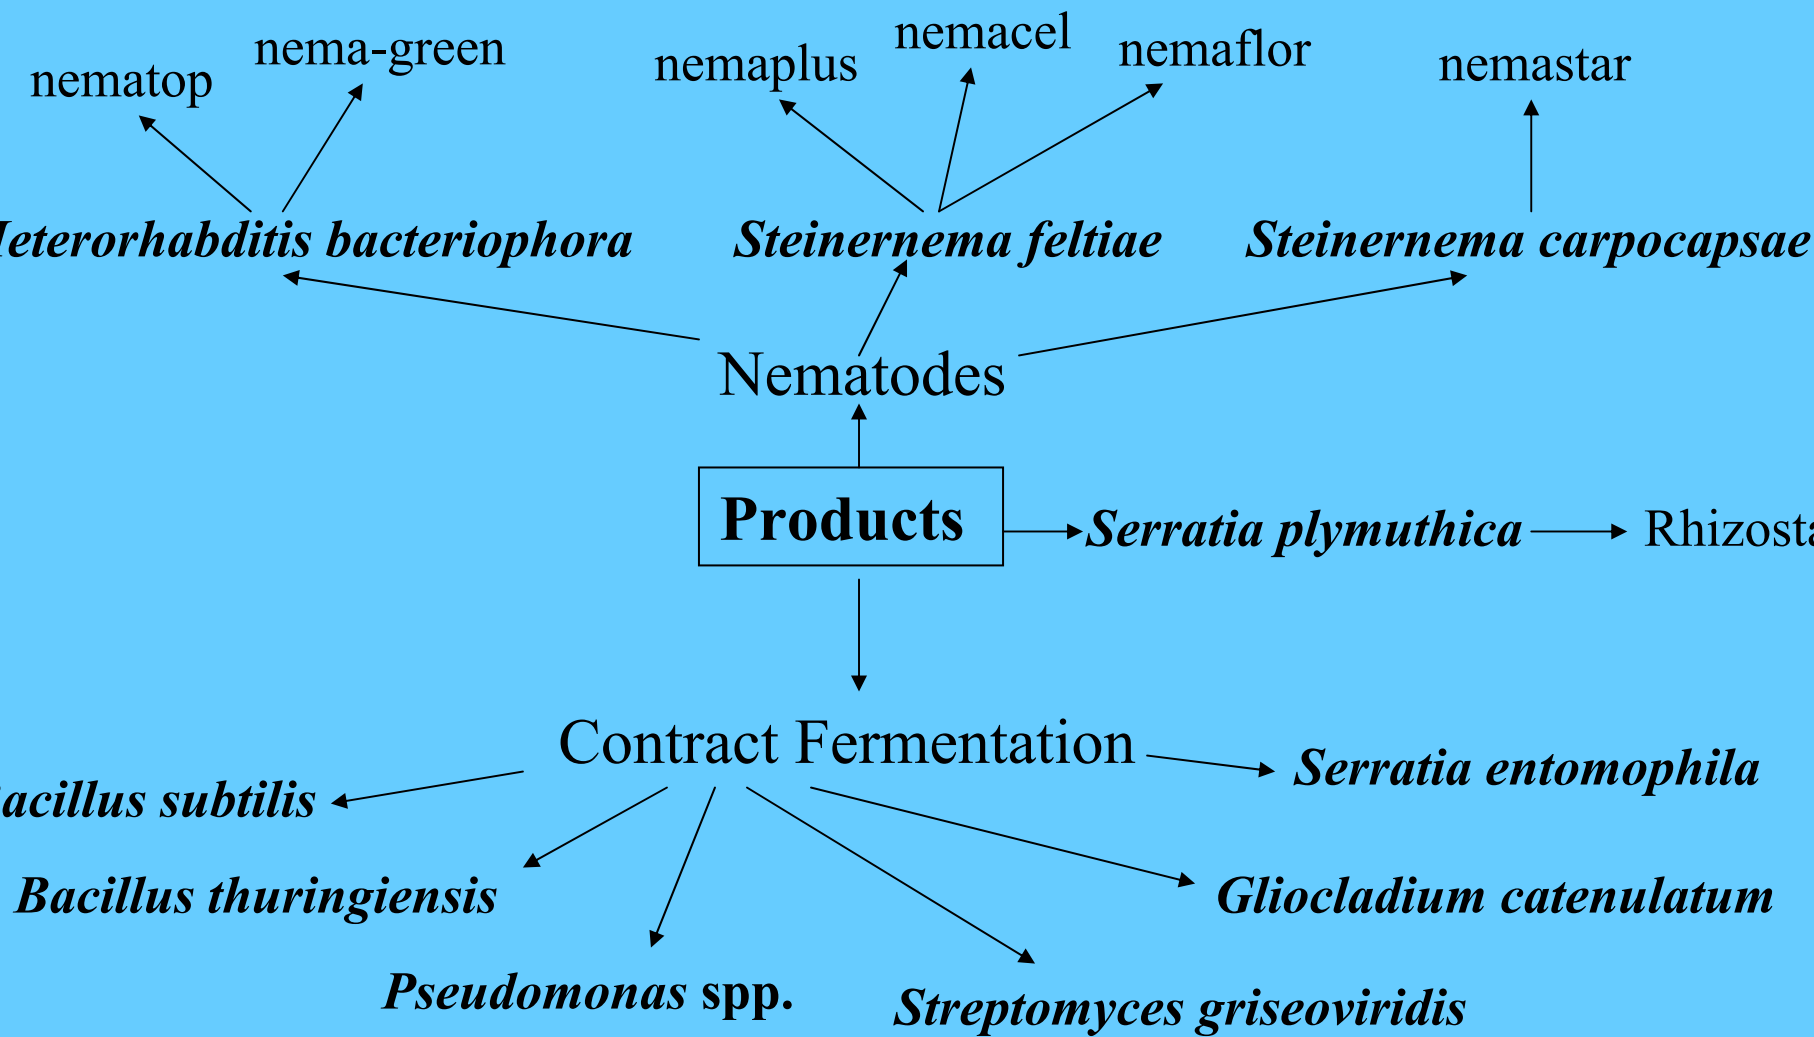 nematop
nema-green
nemaplus
nemacel
nemaflor
nemastar
eterorhabditis bacteriophora
Steinernema feltiae
Steinernema carpocapsae
Nematodes
Products
Serratia plymuthica
Rhizosta
Contract Fermentation
Serratia entomophila
acillus subtilis
Bacillus thuringiensis
Gliocladium catenulatum
Pseudomonas spp.
Streptomyces griseoviridis